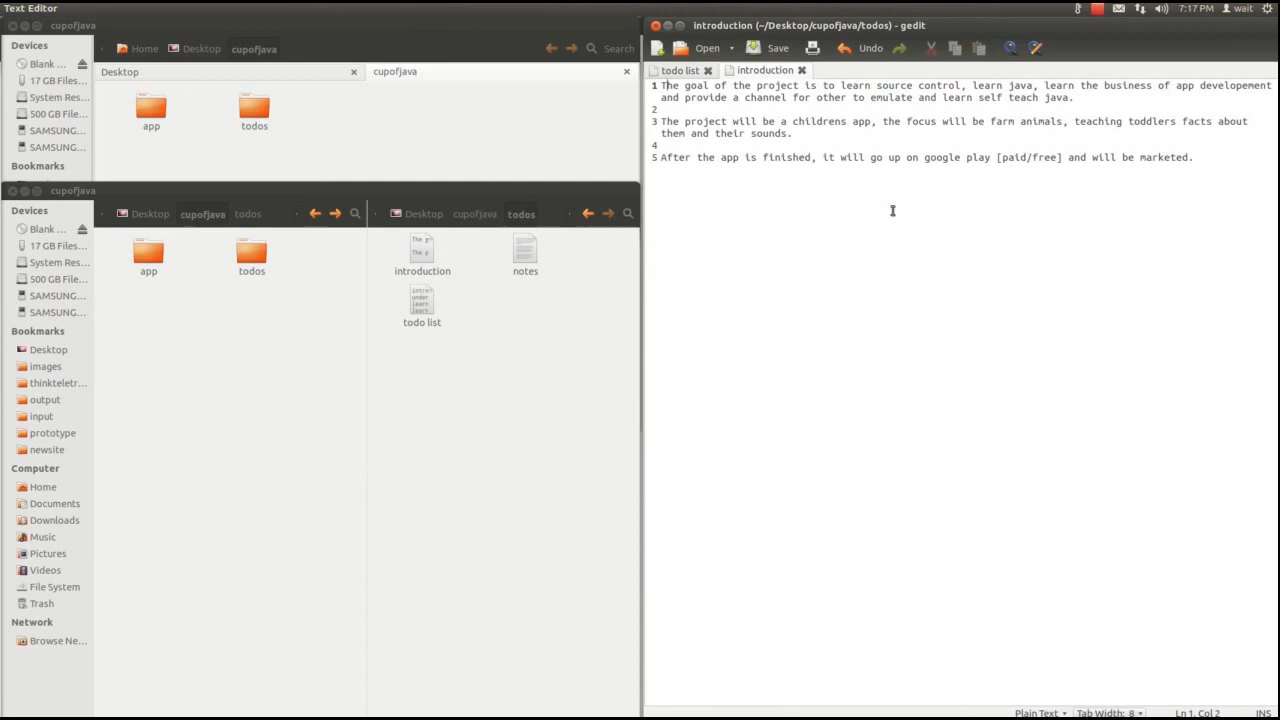 Text Editor
7:17 PM
wait
cupofjava
Devices
Blank ...
17 GB Files...
System Res...
500 GB File...
SAMSUNG...
SAMSUNG...
Bookmarks
Home
Desktop
cupofjava
Search
Desktop
cupofjava
app
todos
cupofjava
Devices
Blank ...
17 GB Files...
System Res...
500 GB File...
SAMSUNG...
SAMSUNG...
Bookmarks
Desktop
images
thinkteletr...
output
input
prototype
newsite
Computer
Home
Documents
Downloads
Music
Pictures
Videos
File System
Trash
Network
Browse Ne...
Desktop
cupofjava
todos
app
todos
Desktop
cupofjava
todos
introduction
notes
todo list
introduction (~/Desktop/cupofjava/todos) - gedit
Open
Save
Undo
todo list
introduction
1 The goal of the project is to learn source control, learn java, learn the business of app developement
and provide a channel for other to emulate and learn self teach java.
2
3 The project will be a childrens app, the focus will be farm animals, teaching toddlers facts about
them and their sounds.
4
5 After the app is finished, it will go up on google play [paid/free] and will be marketed.
Plain Text
Tab Width: 8
Ln 1, Col 2
INS